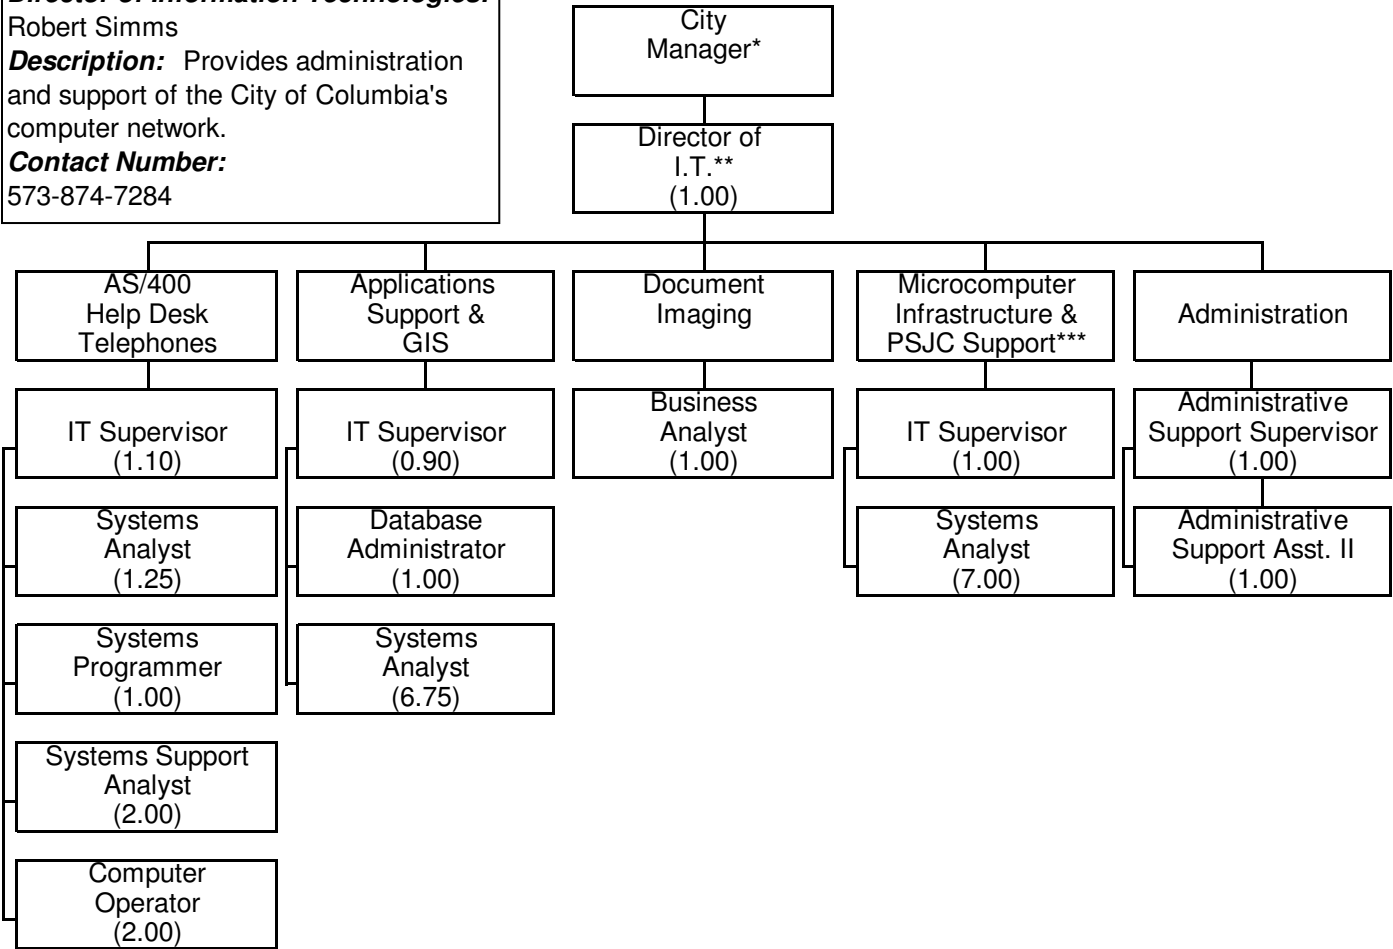 Director of Information Technologies:
Robert Simms
Description: Provides administration
and support of the City of Columbia's
computer network.
Contact Number:
573-874-7284
City
Manager*
Director of
I.T.**
(1.00)
AS/400
Help Desk
Telephones
IT Supervisor
(1.10)
Systems
Analyst
(1.25)
Systems
Programmer
(1.00)
Systems Support
Analyst
(2.00)
Computer
Operator
(2.00)
Applications
Support &
GIS
IT Supervisor
(0.90)
Database
Administrator
(1.00)
Systems
Analyst
(6.75)
Document
Imaging
Business
Analyst
(1.00)
Microcomputer
Infrastructure &
PSJC Support***
IT Supervisor
(1.00)
Systems
Analyst
(7.00)
Administration
Administrative
Support Supervisor
(1.00)
Administrative
Support Asst. II
(1.00)